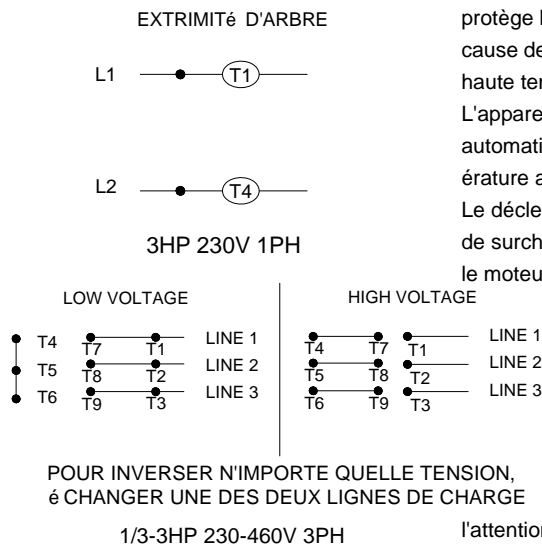 EXTRIMITé D'ARBRE
L1 T1
L2 T4
3HP 230V 1PH
protège
cause de
haute te
L'appare
automati
érature a
Le décle
de surch
le moteu
LOW VOLTAGE
T4 T7 T1 LINE 1
T5 T8 T2 LINE 2
T6 T9 T3 LINE 3
HIGH VOLTAGE
T4 T7 T1 LINE 1
T5 T8 T2 LINE 2
T6 T9 T3 LINE 3
POUR INVERSER N'IMPORTE QUELLE TENSION,
é CHANGER UNE DES DEUX LIGNES DE CHARGE
1/3-3HP 230-460V 3PH
l'attention